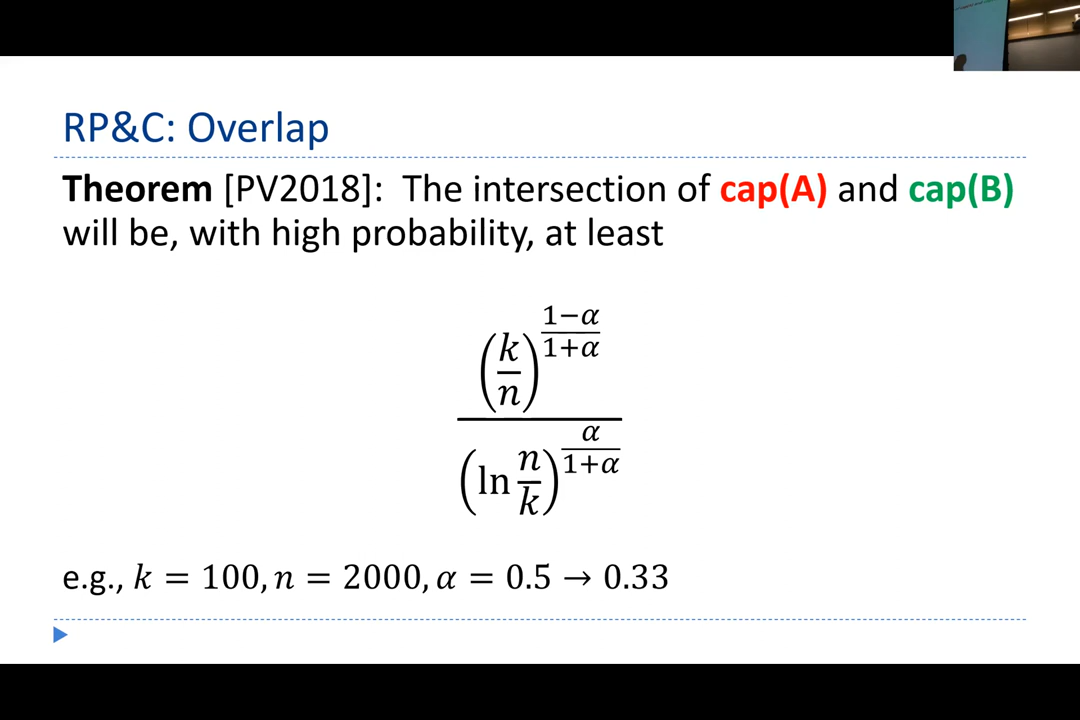 RP&C: Overlap
Theorem [PV2018]: The intersection of cap(A) and cap(B)
will be, with high probability, at least
(k/n)^((1−α)/(1+α))
(ln n/k)^(α/(1+α))
e.g., k = 100, n = 2000, α = 0.5 → 0.33